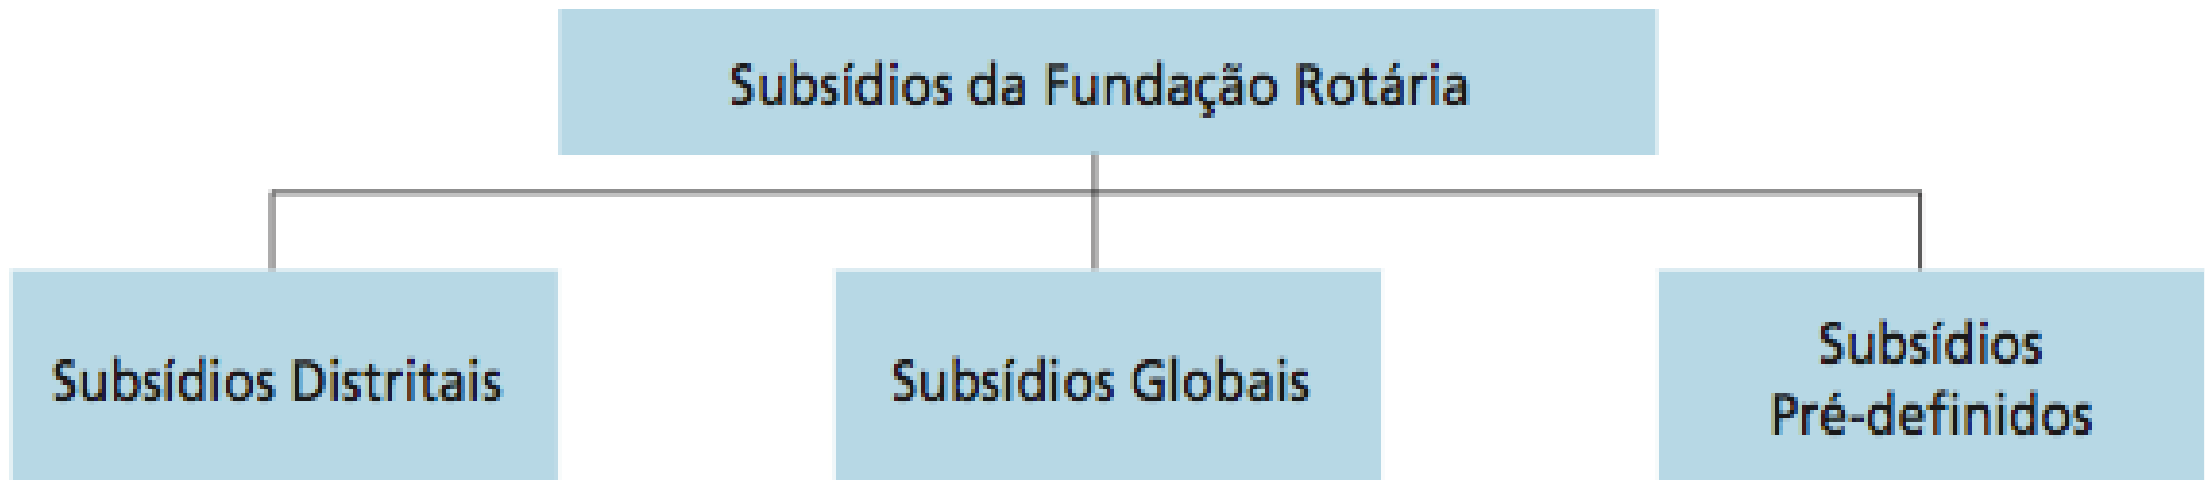 Subsídios da Fundação Rotária
Subsídios Distritais
Subsídios Globais
Subsídios
Pré-definidos